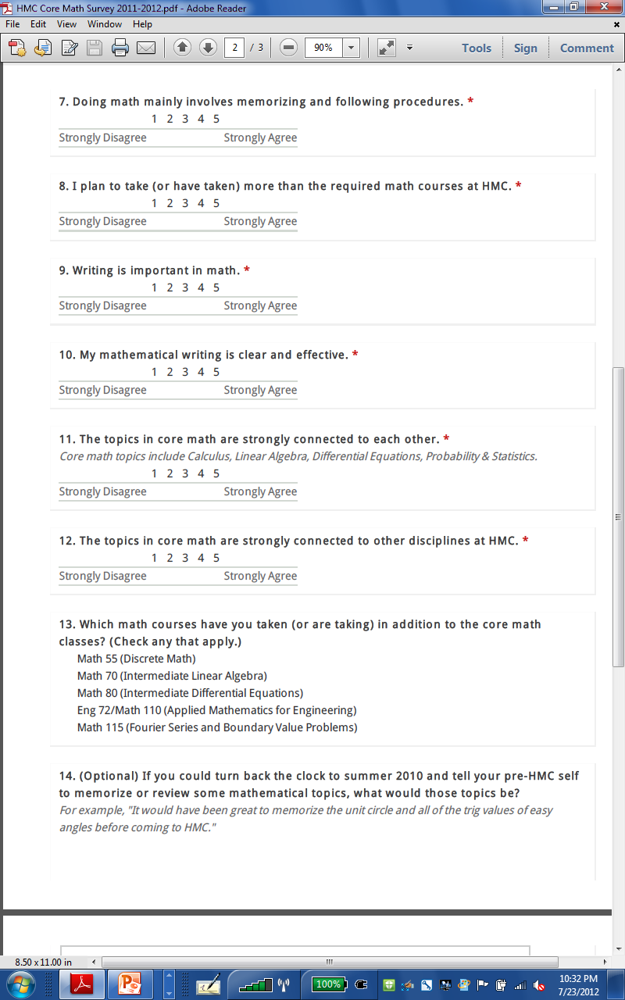 HMC Core Math Survey 2011-2012.pdf - Adobe Reader
File Edit View Window Help
2 / 3 90% Tools Sign Comment
7. Doing math mainly involves memorizing and following procedures. *
1 2 3 4 5
Strongly Disagree Strongly Agree
8. I plan to take (or have taken) more than the required math courses at HMC. *
1 2 3 4 5
Strongly Disagree Strongly Agree
9. Writing is important in math. *
1 2 3 4 5
Strongly Disagree Strongly Agree
10. My mathematical writing is clear and effective. *
1 2 3 4 5
Strongly Disagree Strongly Agree
11. The topics in core math are strongly connected to each other. *
Core math topics include Calculus, Linear Algebra, Differential Equations, Probability & Statistics.
1 2 3 4 5
Strongly Disagree Strongly Agree
12. The topics in core math are strongly connected to other disciplines at HMC. *
1 2 3 4 5
Strongly Disagree Strongly Agree
13. Which math courses have you taken (or are taking) in addition to the core math
classes? (Check any that apply.)
Math 55 (Discrete Math)
Math 70 (Intermediate Linear Algebra)
Math 80 (Intermediate Differential Equations)
Eng 72/Math 110 (Applied Mathematics for Engineering)
Math 115 (Fourier Series and Boundary Value Problems)
14. (Optional) If you could turn back the clock to summer 2010 and tell your pre-HMC self
to memorize or review some mathematical topics, what would those topics be?
For example, "It would have been great to memorize the unit circle and all of the trig values of easy
angles before coming to HMC."
8.50 x 11.00 in
100% 10:32 PM
7/23/2012